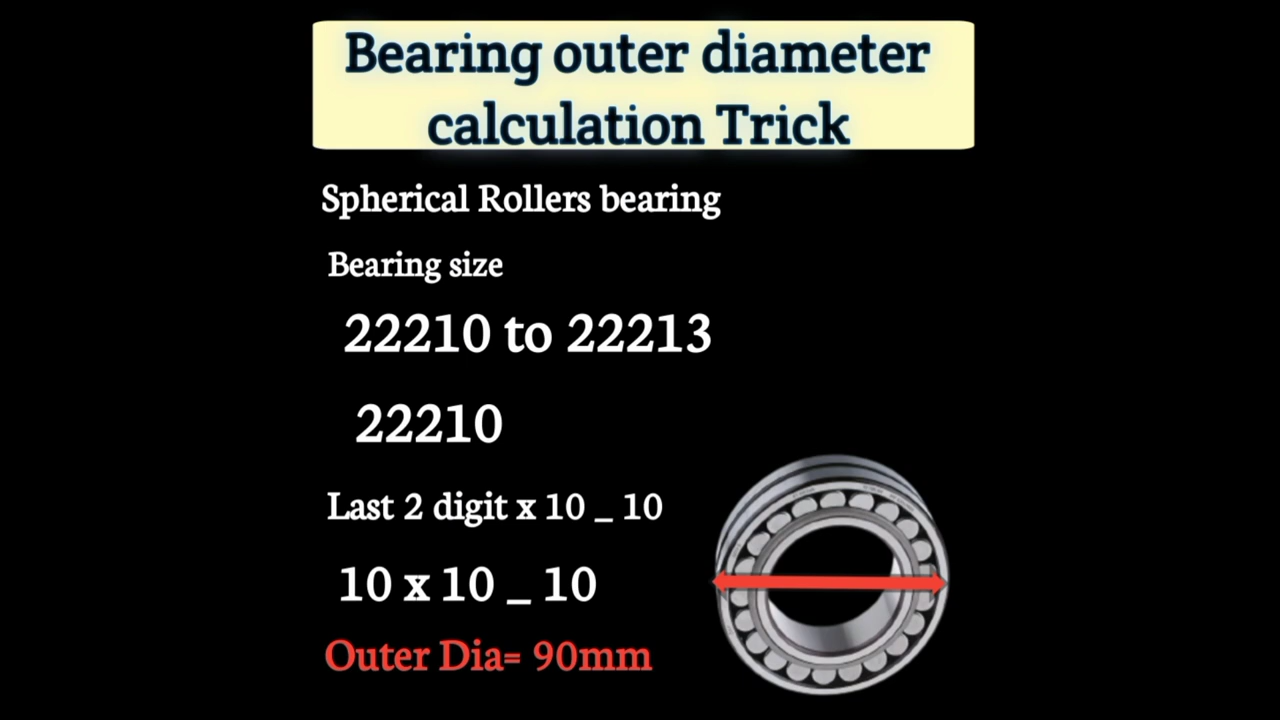 Bearing outer diameter
calculation Trick
Spherical Rollers bearing
Bearing size
22210 to 22213
22210
Last 2 digit x 10 _ 10
10 x 10 _ 10
Outer Dia= 90mm